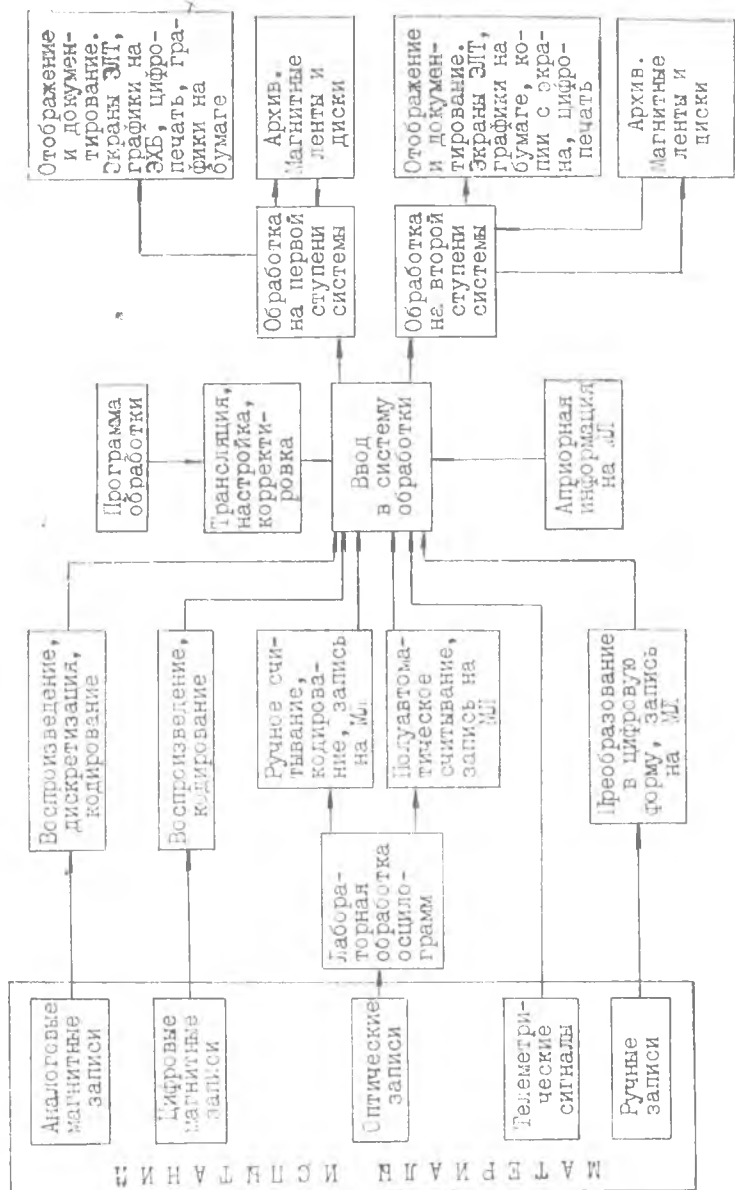 МАТЕРИАЛЫ ИСПЫТАНИЙ
Аналоговые
магнитные
записи
Цифровые
магнитные
записи
Оптические
записи
Телеметри-
ческие
сигналы
Ручные
записи
Воспроизведение,
дискретизация,
кодирование
Воспроизведение,
кодирование
Лабора-
торная
обработка
осцило-
грамм
Ручное счи-
тывание,
кодирова-
ние, запись
на МЛ
Полуавтома-
тическое
считывание,
запись на
МЛ
Преобразование
в цифровую
форму, запись
на МЛ
Программа
обработки
Трансляция,
настройка,
корректи-
ровка
Ввод
в систему
обработки
Априорная
информация
на МЛ
Обработка
на первой
ступени
системы
Обработка
на второй
ступени
системы
Отображение
и докумен-
тирование.
Экраны ЭЛТ,
графики на
ЭХБ, цифро-
печать, гра-
фики на
бумаге
Архив.
Магнитные
ленты и
диски
Отображение
и докумен-
тирование.
Экраны ЭЛТ,
графики на
бумаге, ко-
пии с экра-
на, цифро-
печать
Архив.
Магнитные
ленты и
диски